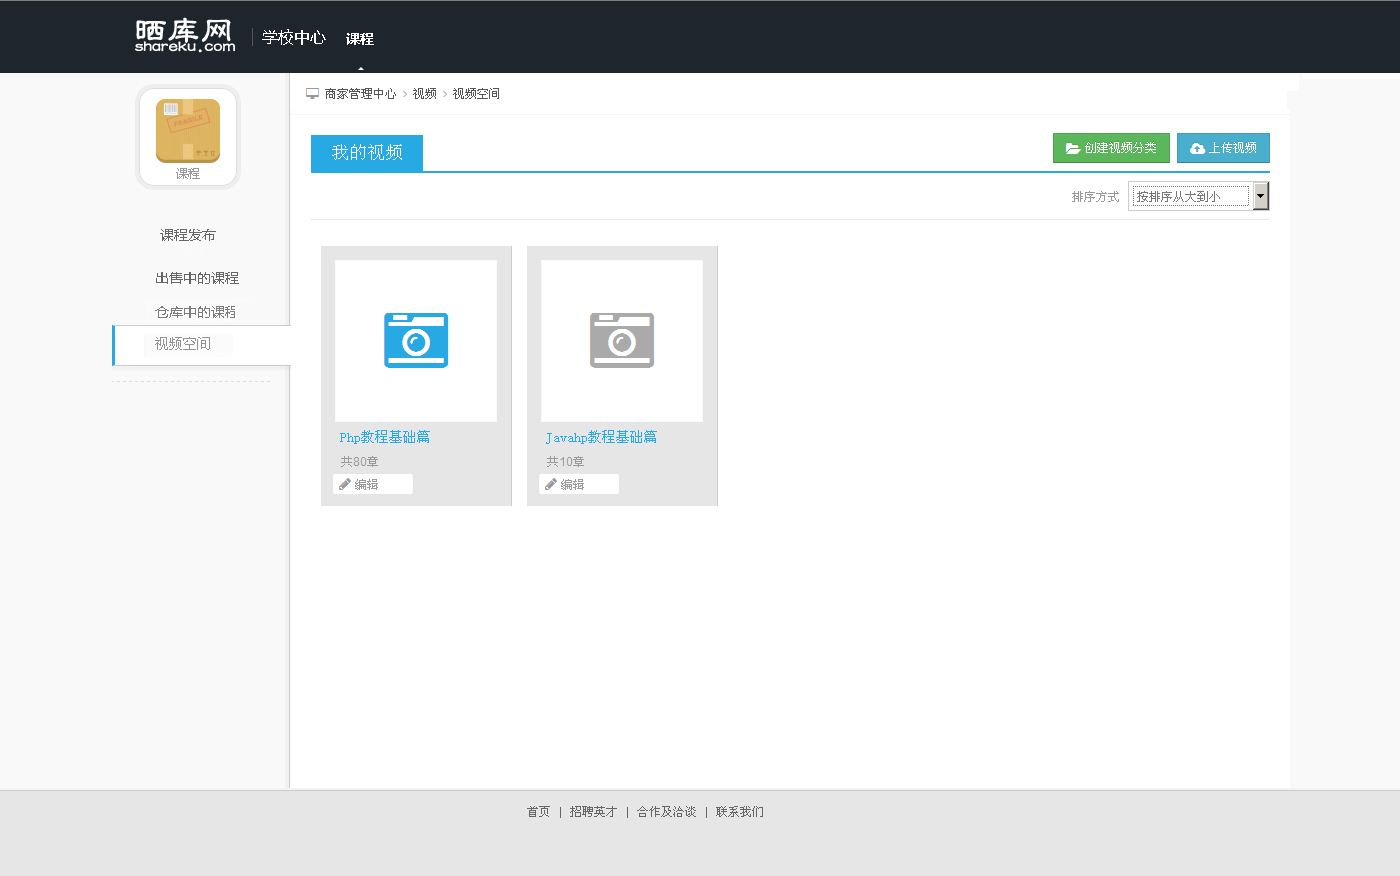 晒库网
shareku.com
学校中心 课程
商家管理中心 › 视频 › 视频空间
FRAGILE
课程
课程发布
出售中的课程
仓库中的课程
视频空间
我的视频
创建视频分类 上传视频
排序方式 按排序从大到小
Php教程基础篇
共80章
编辑
Javahp教程基础篇
共10章
编辑
首页 | 招聘英才 | 合作及洽谈 | 联系我们